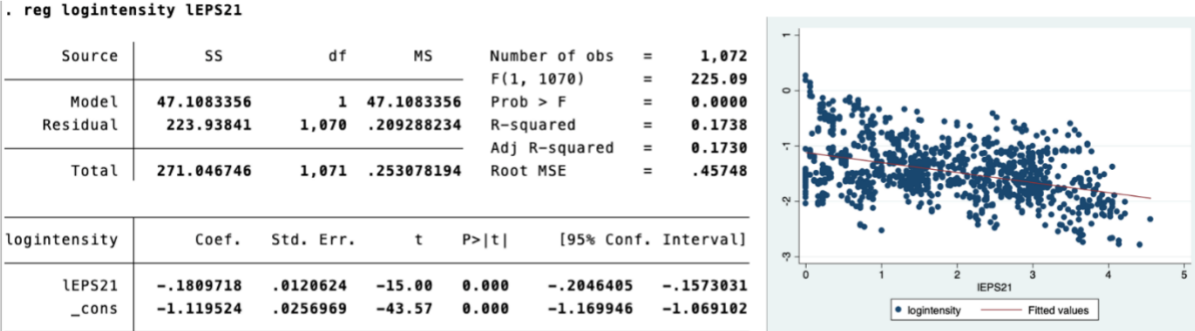 . reg logintensity lEPS21
Source SS df MS Number of obs = 1,072
F(1, 1070) = 225.09
Model 47.1083356 1 47.1083356 Prob > F = 0.0000
Residual 223.93841 1,070 .209288234 R-squared = 0.1738
Adj R-squared = 0.1730
Total 271.046746 1,071 .253078194 Root MSE = .45748
logintensity Coef. Std. Err. t P>|t| [95% Conf. Interval]
lEPS21 -.1809718 .0120624 -15.00 0.000 -.2046405 -.1573031
_cons -1.119524 .0256969 -43.57 0.000 -1.169946 -1.069102
1
0
-1
-2
-3
0 1 2 3 4 5
lEPS21
logintensity Fitted values